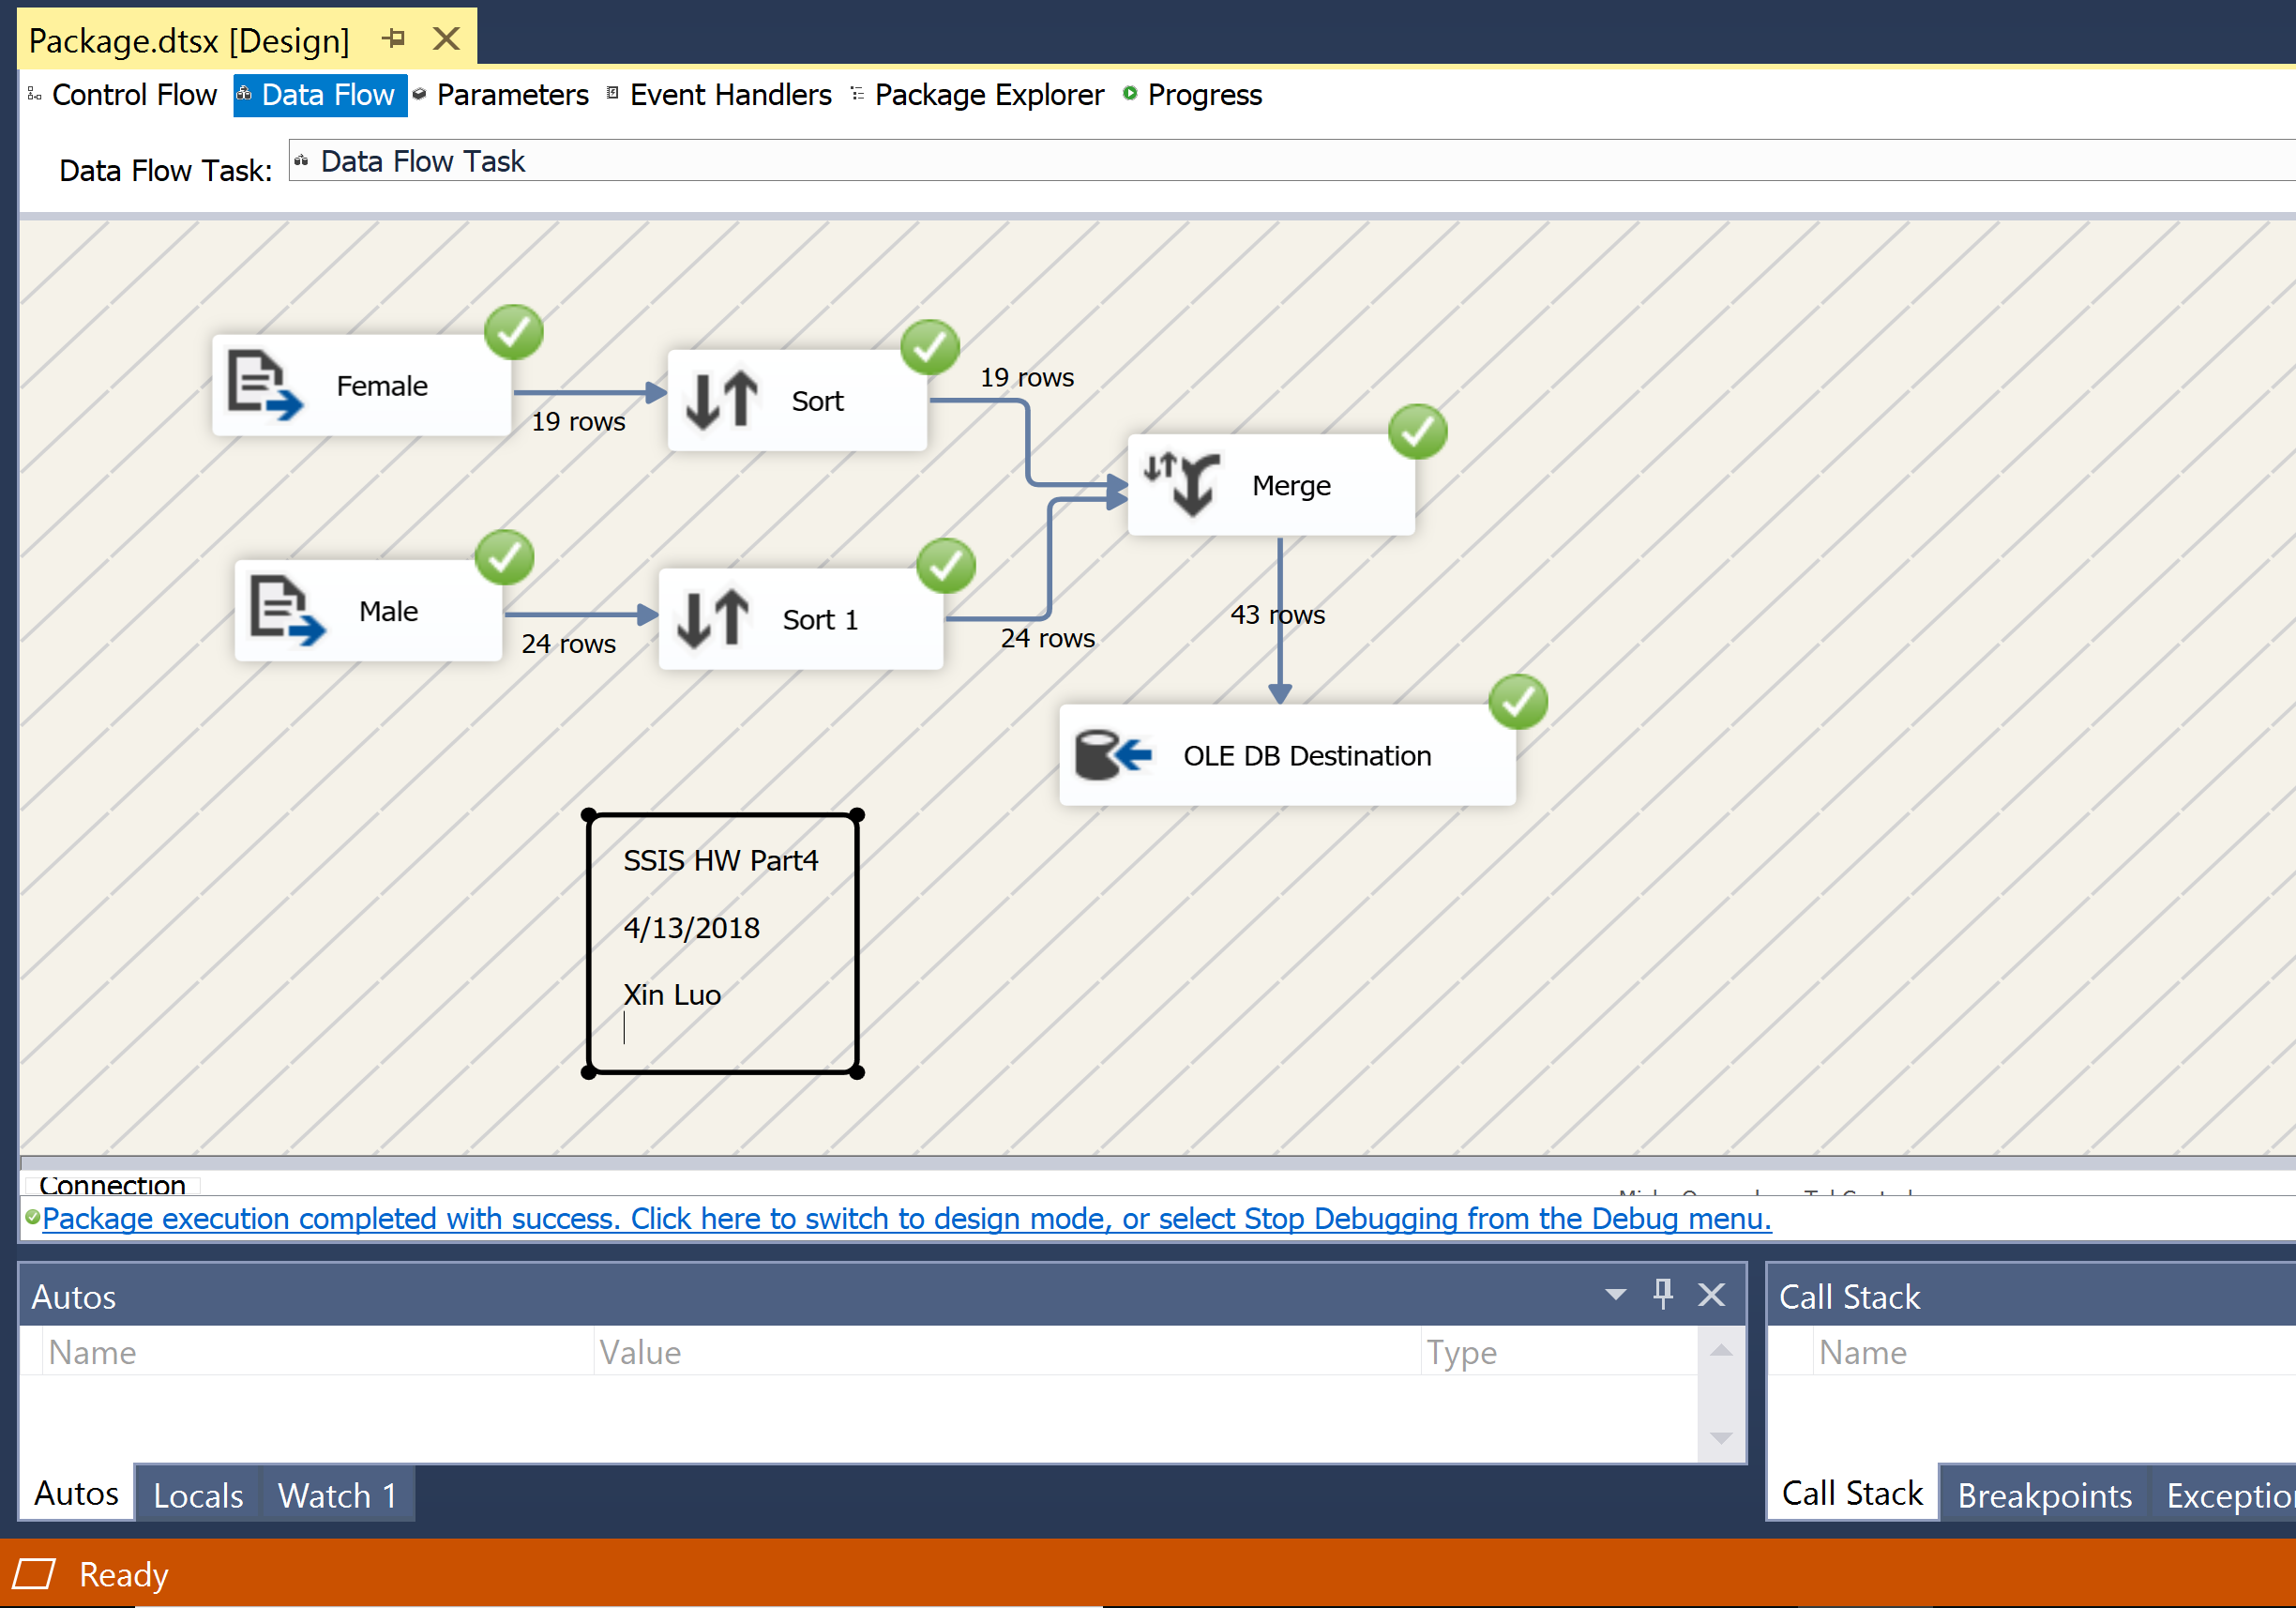 Package.dtsx [Design]
Control Flow Data Flow Parameters Event Handlers Package Explorer Progress
Data Flow Task: Data Flow Task
Female
19 rows
Sort
19 rows
Merge
Male
24 rows
Sort 1
24 rows
43 rows
OLE DB Destination
SSIS HW Part4
4/13/2018
Xin Luo
Connection
Package execution completed with success. Click here to switch to design mode, or select Stop Debugging from the Debug menu.
Autos
Name Value Type
Autos Locals Watch 1
Call Stack
Name
Call Stack Breakpoints
Ready